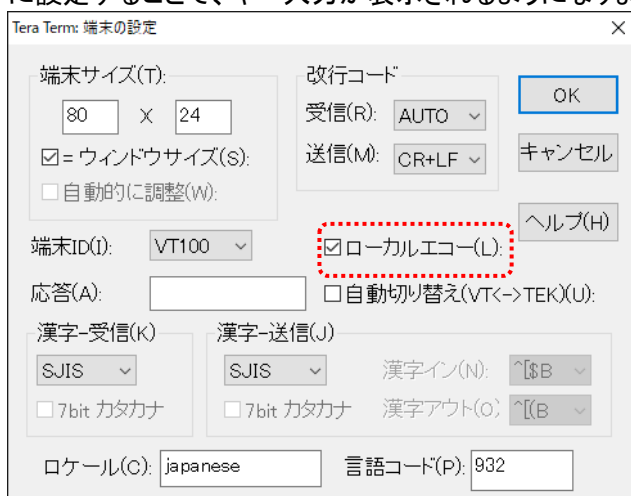 に設定することで、キー入力が表示されるようになります
Tera Term: 端末の設定
端末サイズ(T):
80 X 24
☑= ウィンドウサイズ(S):
□自動的に調整(W):
改行コード
受信(R): AUTO
送信(M): CR+LF
OK
キャンセル
ヘルプ(H)
端末ID(I): VT100
☑ローカルエコー(L):
応答(A):
□自動切り替え(VT<->TEK)(U):
漢字-受信(K)
SJIS
□7bit カタカナ
漢字-送信(J)
SJIS
□7bit カタカナ
漢字イン(N): ^[$B
漢字アウト(O) ^[(B
ロケール(C): japanese
言語コード(P): 932